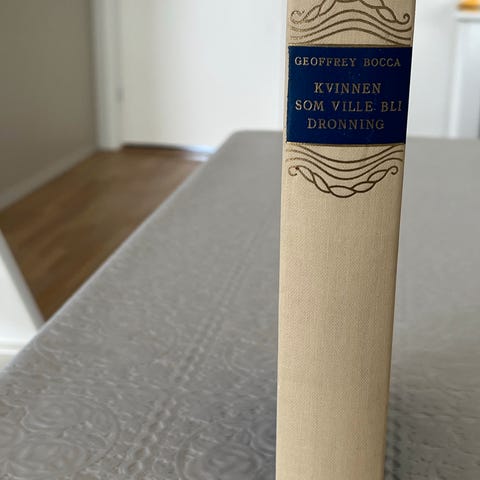 GEOFFREY BOCCA
KVINNEN
SOM VILLE BLI
DRONNING